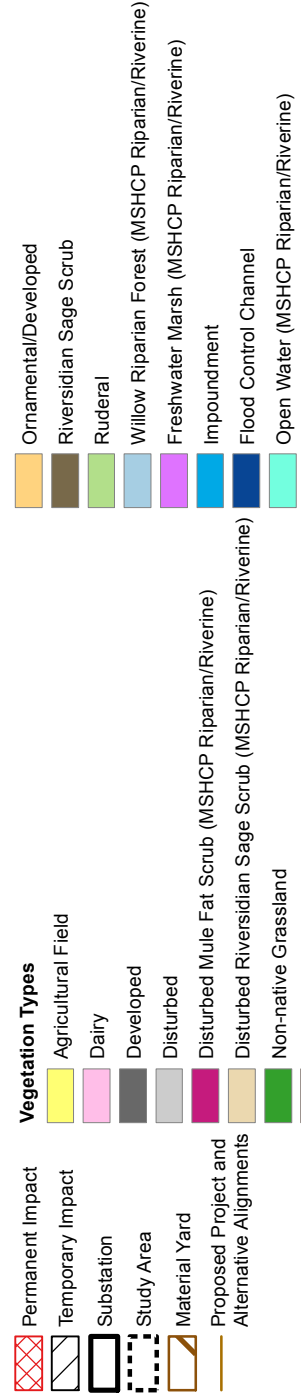 Permanent Impact
Temporary Impact
Substation
Study Area
Material Yard
Proposed Project and
Alternative Alignments
Vegetation Types
Agricultural Field
Dairy
Developed
Disturbed
Disturbed Mule Fat Scrub (MSHCP Riparian/Riverine)
Disturbed Riversidian Sage Scrub (MSHCP Riparian/Riverine)
Non-native Grassland
Ornamental/Developed
Riversidian Sage Scrub
Ruderal
Willow Riparian Forest (MSHCP Riparian/Riverine)
Freshwater Marsh (MSHCP Riparian/Riverine)
Impoundment
Flood Control Channel
Open Water (MSHCP Riparian/Riverine)